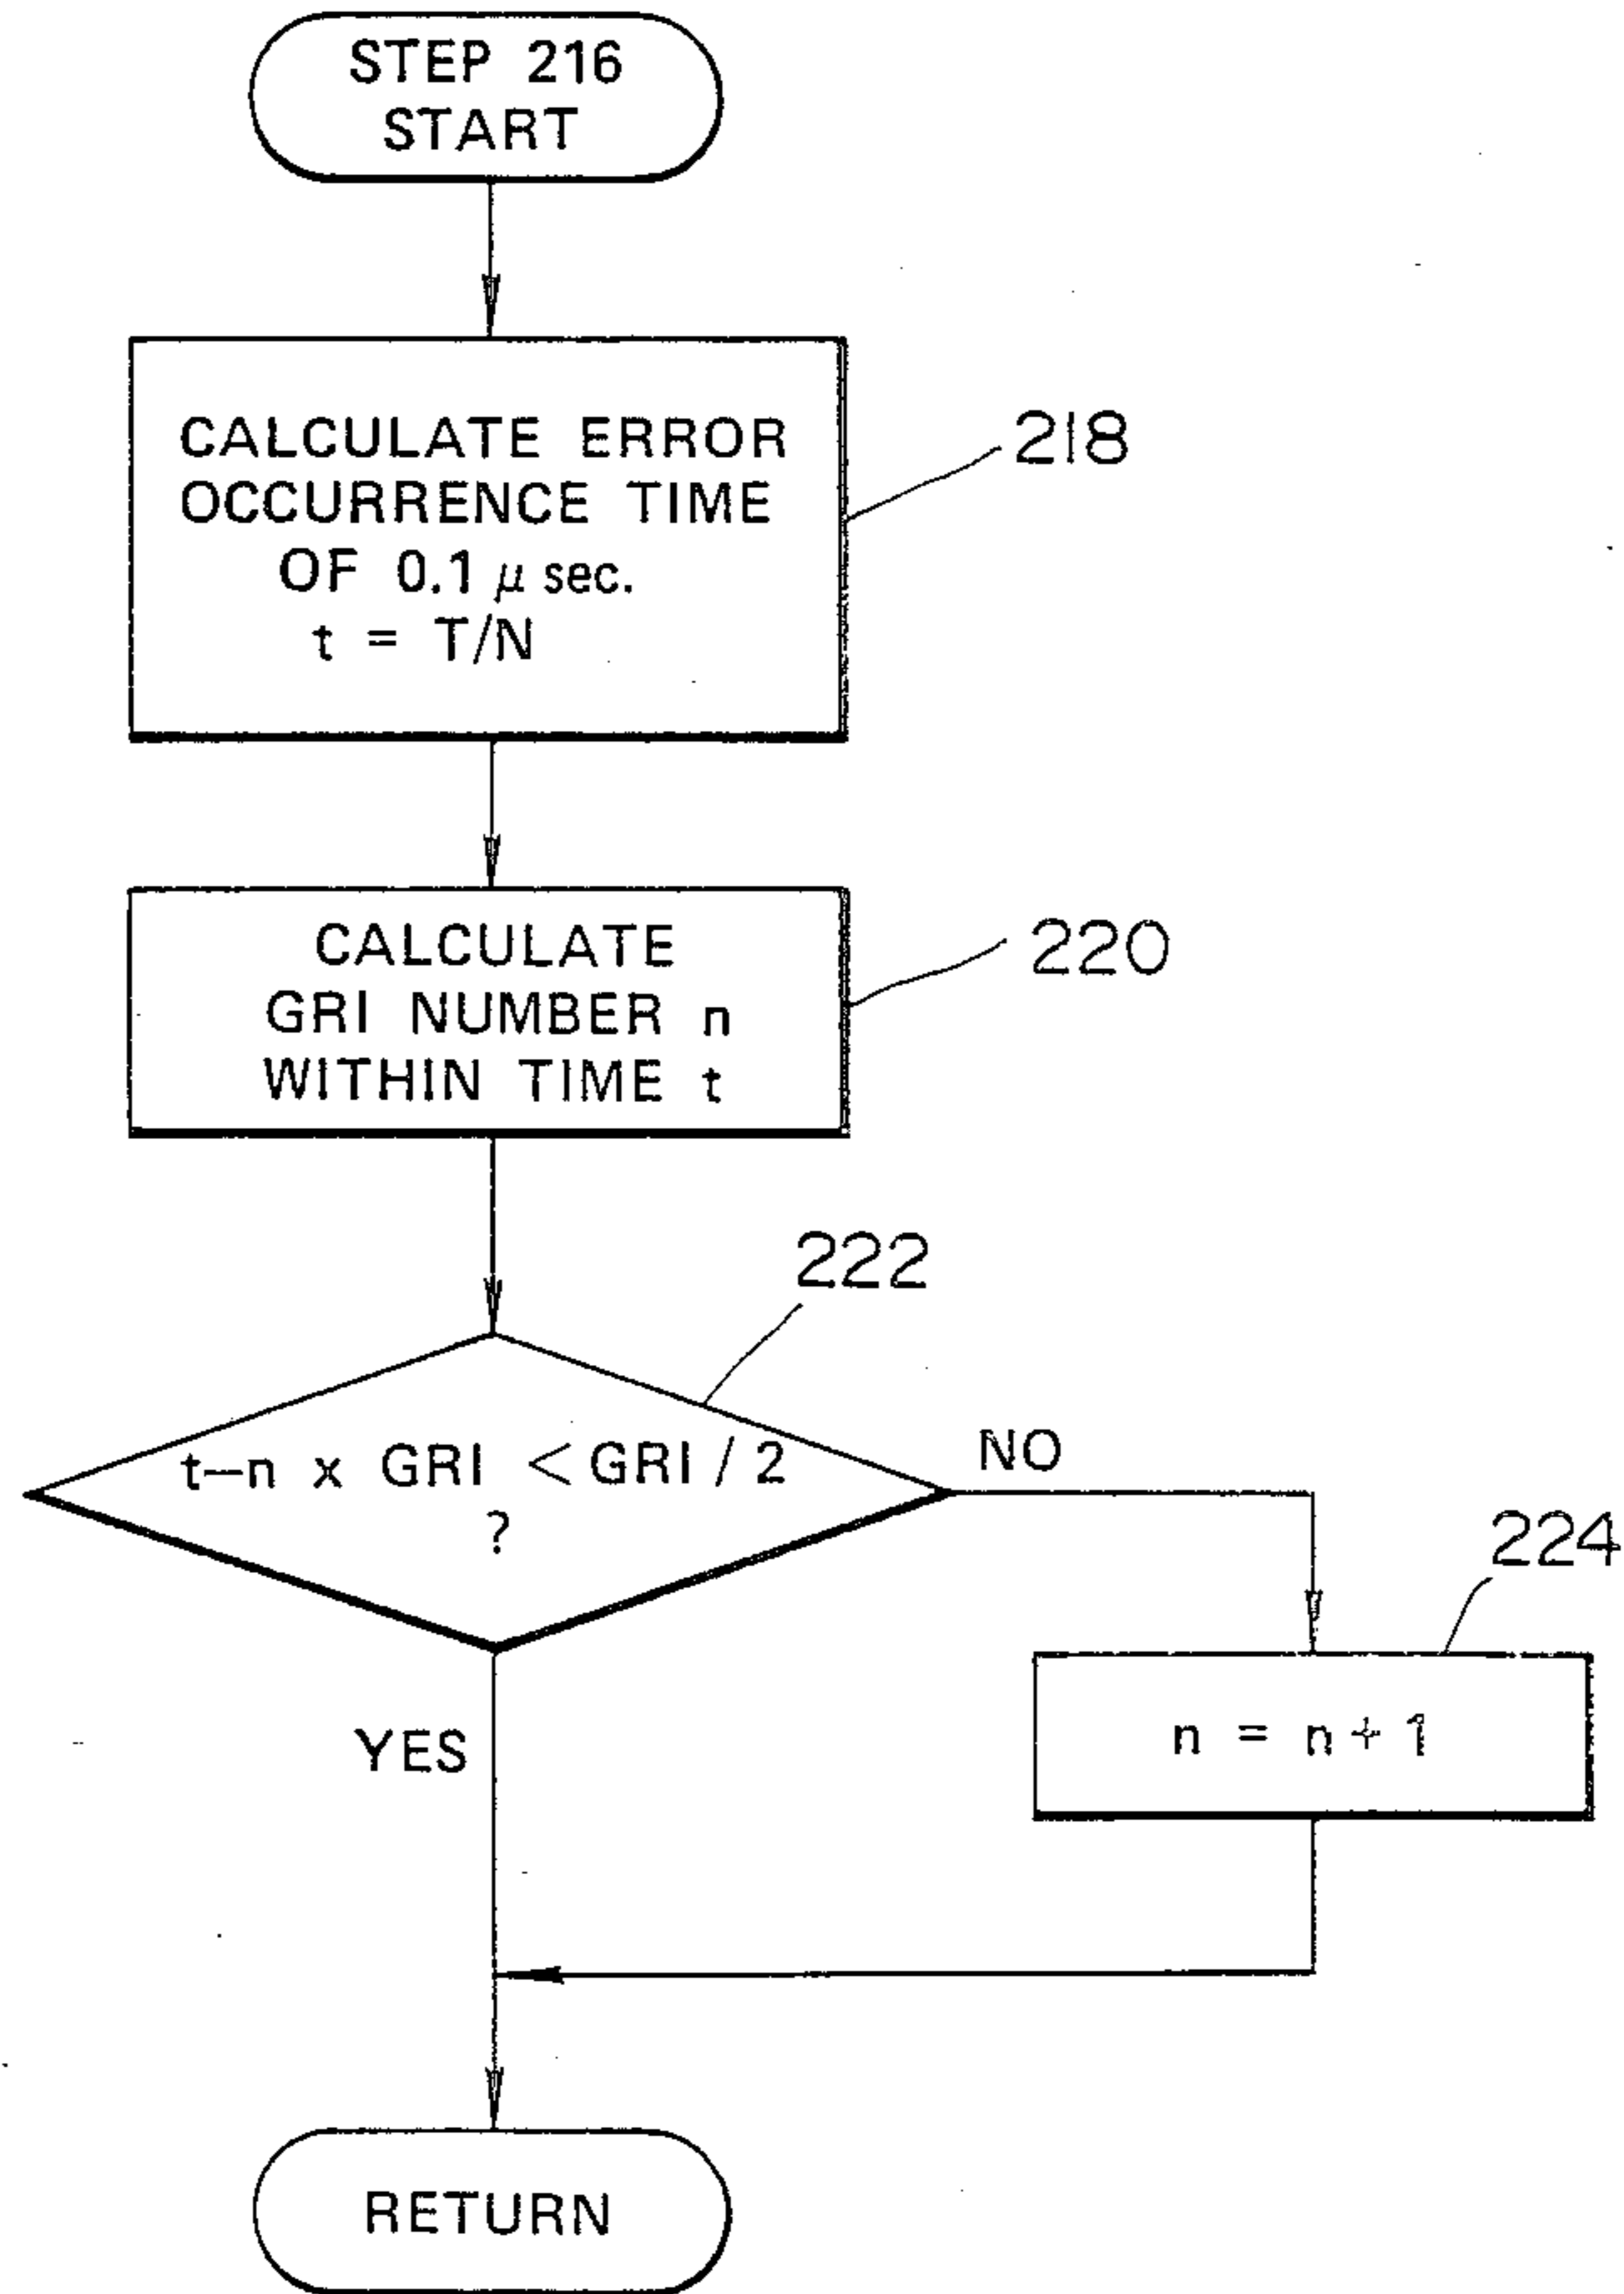 STEP 216
START
CALCULATE ERROR
OCCURRENCE TIME
OF 0.1 μ sec.
t = T/N
218
CALCULATE
GRI NUMBER n
WITHIN TIME t
220
222
t–n x GRI < GRI / 2
?
NO
224
n = n + 1
YES
RETURN